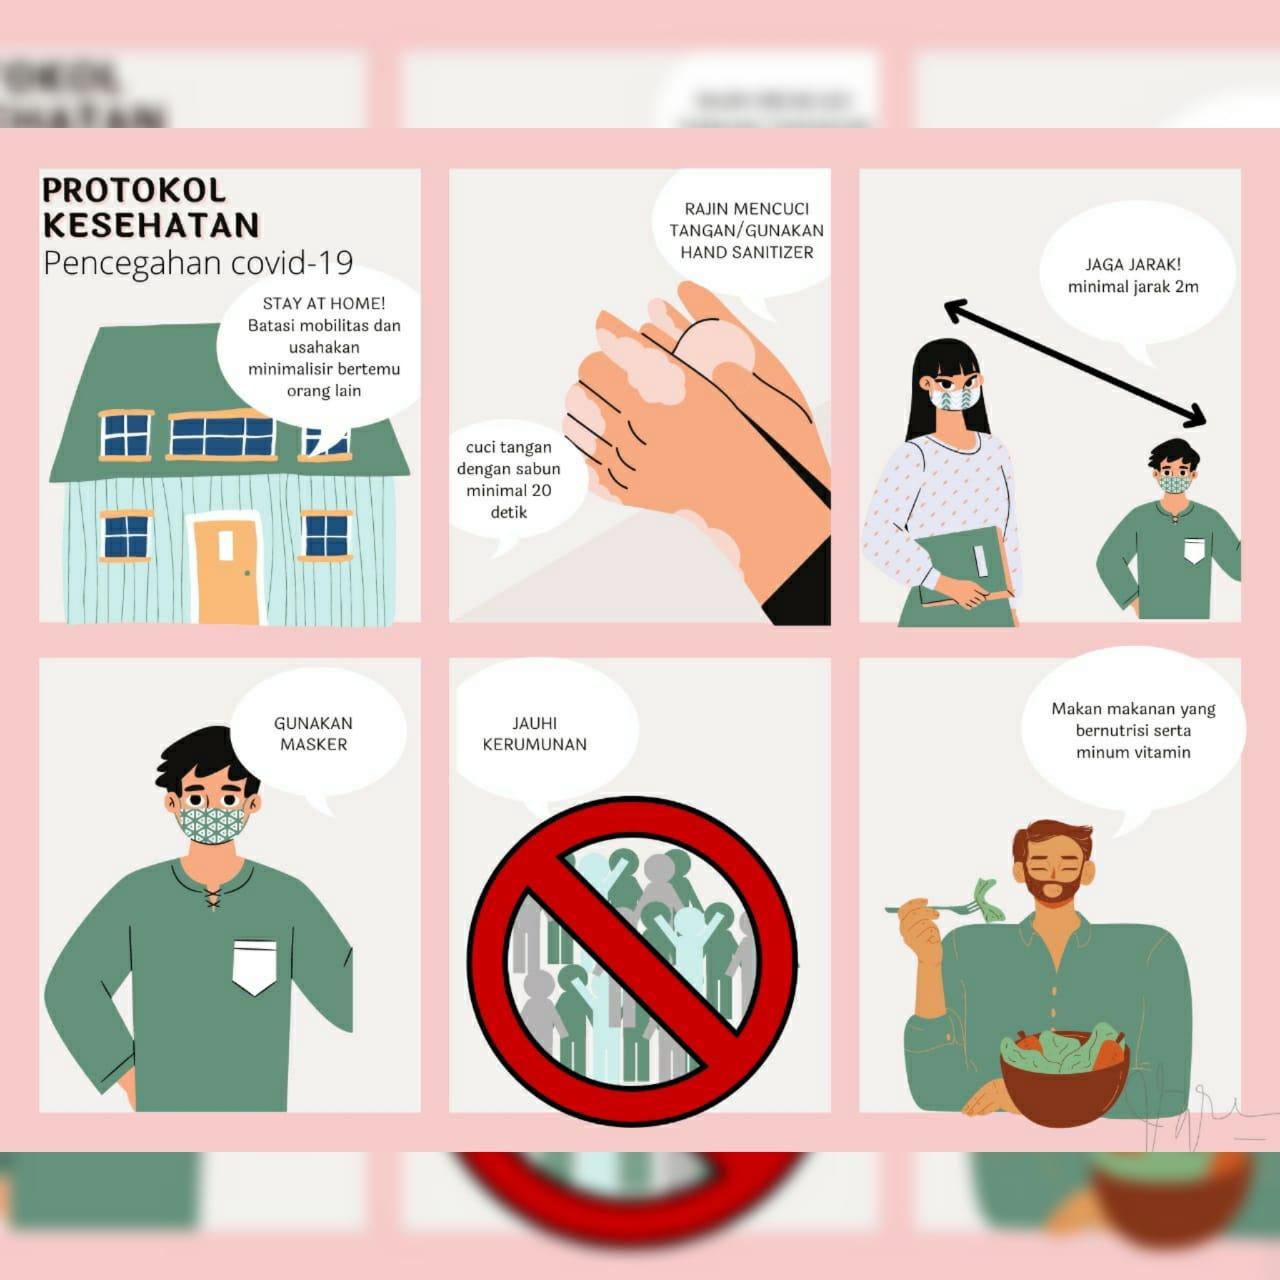 PROTOKOL
KESEHATAN
Pencegahan covid-19
STAY AT HOME!
Batasi mobilitas dan
usahakan
minimalisir bertemu
orang lain
RAJIN MENCUCI
TANGAN/GUNAKAN
HAND SANITIZER
cuci tangan
dengan sabun
minimal 20
detik
JAGA JARAK!
minimal jarak 2m
GUNAKAN
MASKER
JAUHI
KERUMUNAN
Makan makanan yang
bernutrisi serta
minum vitamin